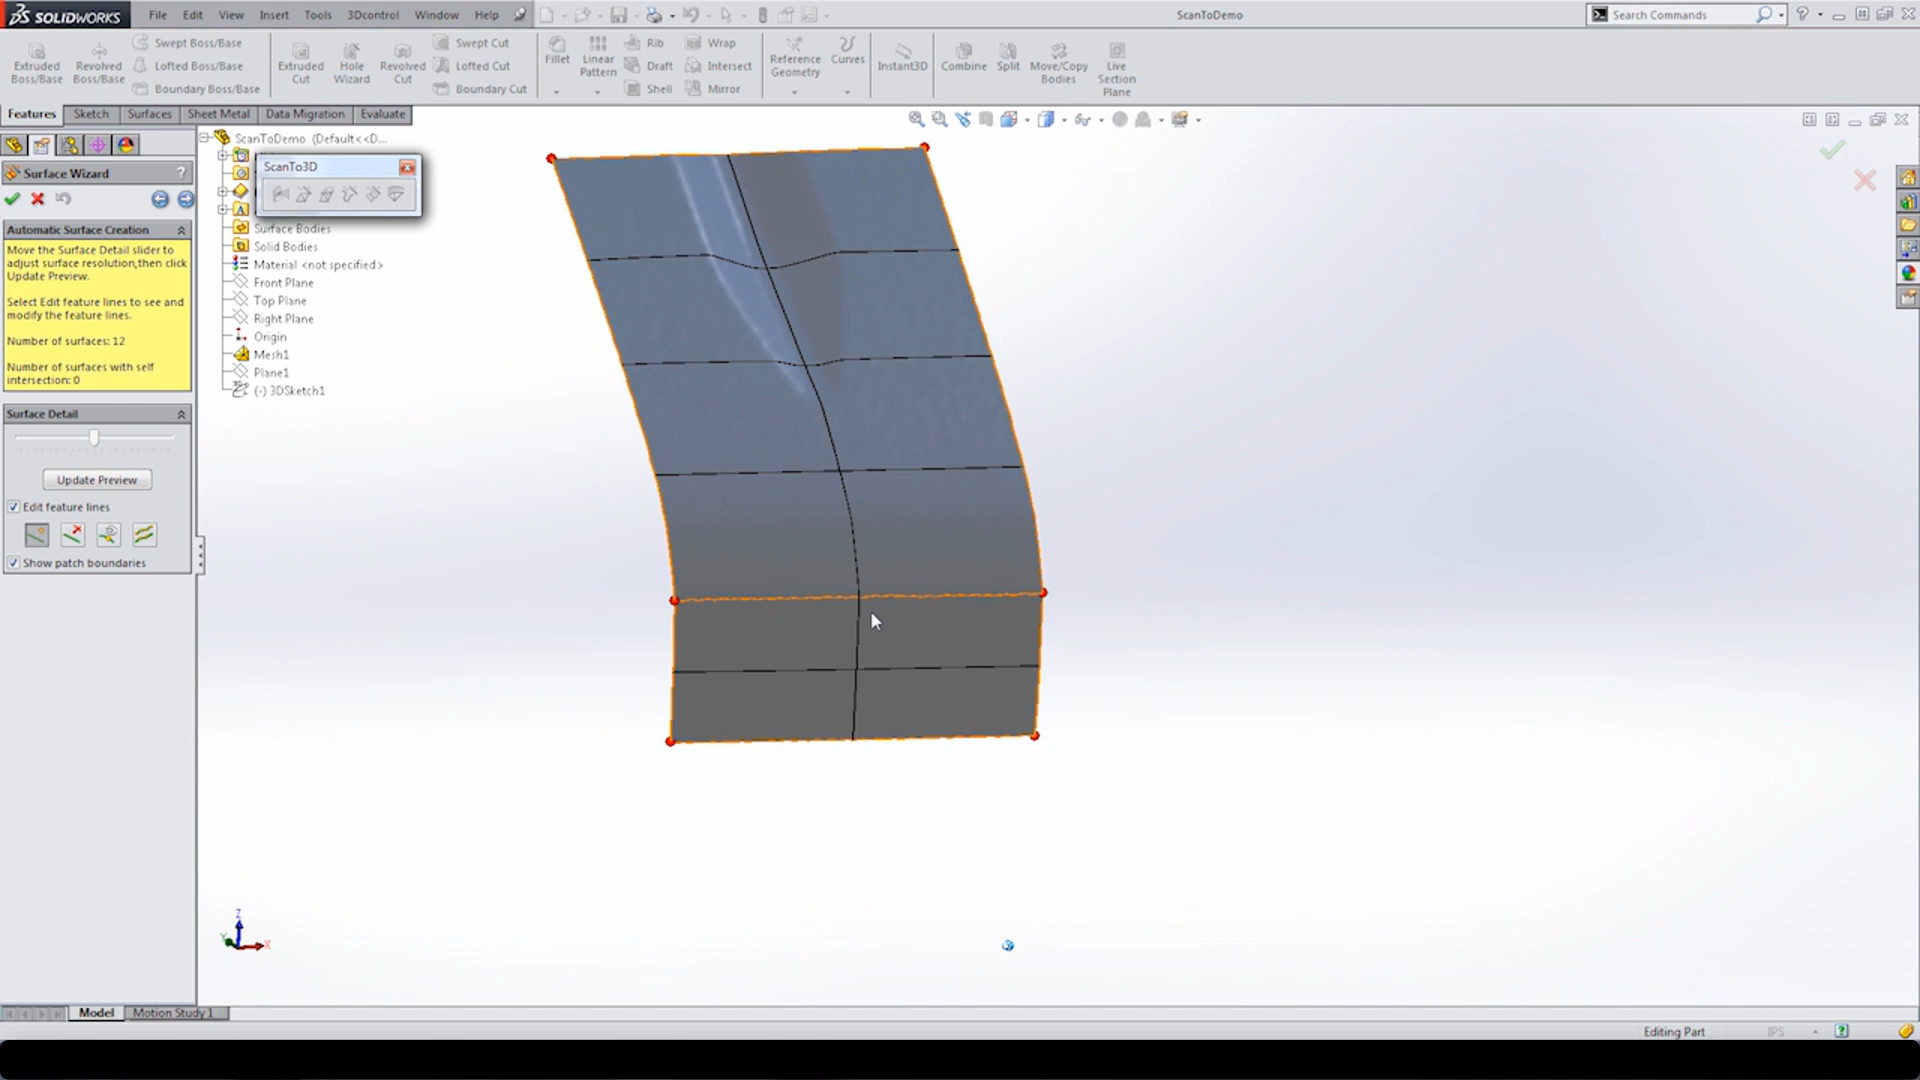 SOLIDWORKS
File Edit View Insert Tools 3Dcontrol Window Help
ScanToDemo
Search Commands
Extruded Boss/Base
Revolved Boss/Base
Swept Boss/Base
Lofted Boss/Base
Boundary Boss/Base
Extruded Cut
Hole Wizard
Revolved Cut
Swept Cut
Lofted Cut
Boundary Cut
Fillet
Linear Pattern
Rib
Draft
Shell
Wrap
Intersect
Mirror
Reference Geometry
Curves
Instant3D
Combine
Split
Move/Copy Bodies
Live Section Plane
Features Sketch Surfaces Sheet Metal Data Migration Evaluate
Surface Wizard ?
Automatic Surface Creation
Move the Surface Detail slider to
adjust surface resolution,then click
Update Preview.
Select Edit feature lines to see and
modify the feature lines.
Number of surfaces: 12
Number of surfaces with self
intersection: 0
Surface Detail
Update Preview
Edit feature lines
Show patch boundaries
ScanToDemo (Default<<D...
ScanTo3D
Surface Bodies
Solid Bodies
Material <not specified>
Front Plane
Top Plane
Right Plane
Origin
Mesh1
Plane1
(-) 3DSketch1
Z
Y
X
Model Motion Study 1
Editing Part IPS